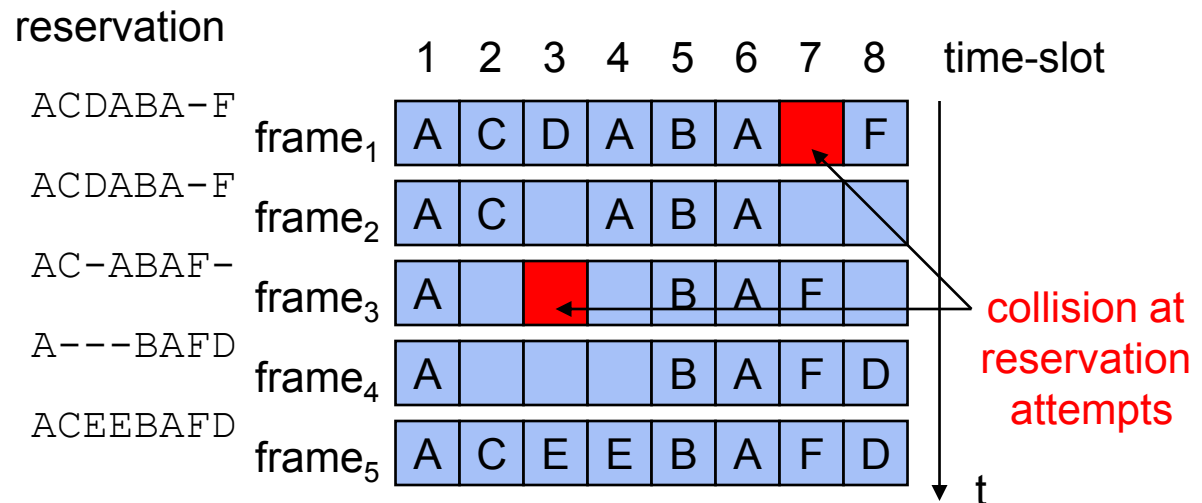 reservation
1 2 3 4 5 6 7 8 time-slot
ACDABA-F
frame1 A C D A B A F
ACDABA-F
frame2 A C A B A
AC-ABAF-
frame3 A B A F
A---BAFD
frame4 A B A F D
ACEEBAFD
frame5 A C E E B A F D
collision at
reservation
attempts
t